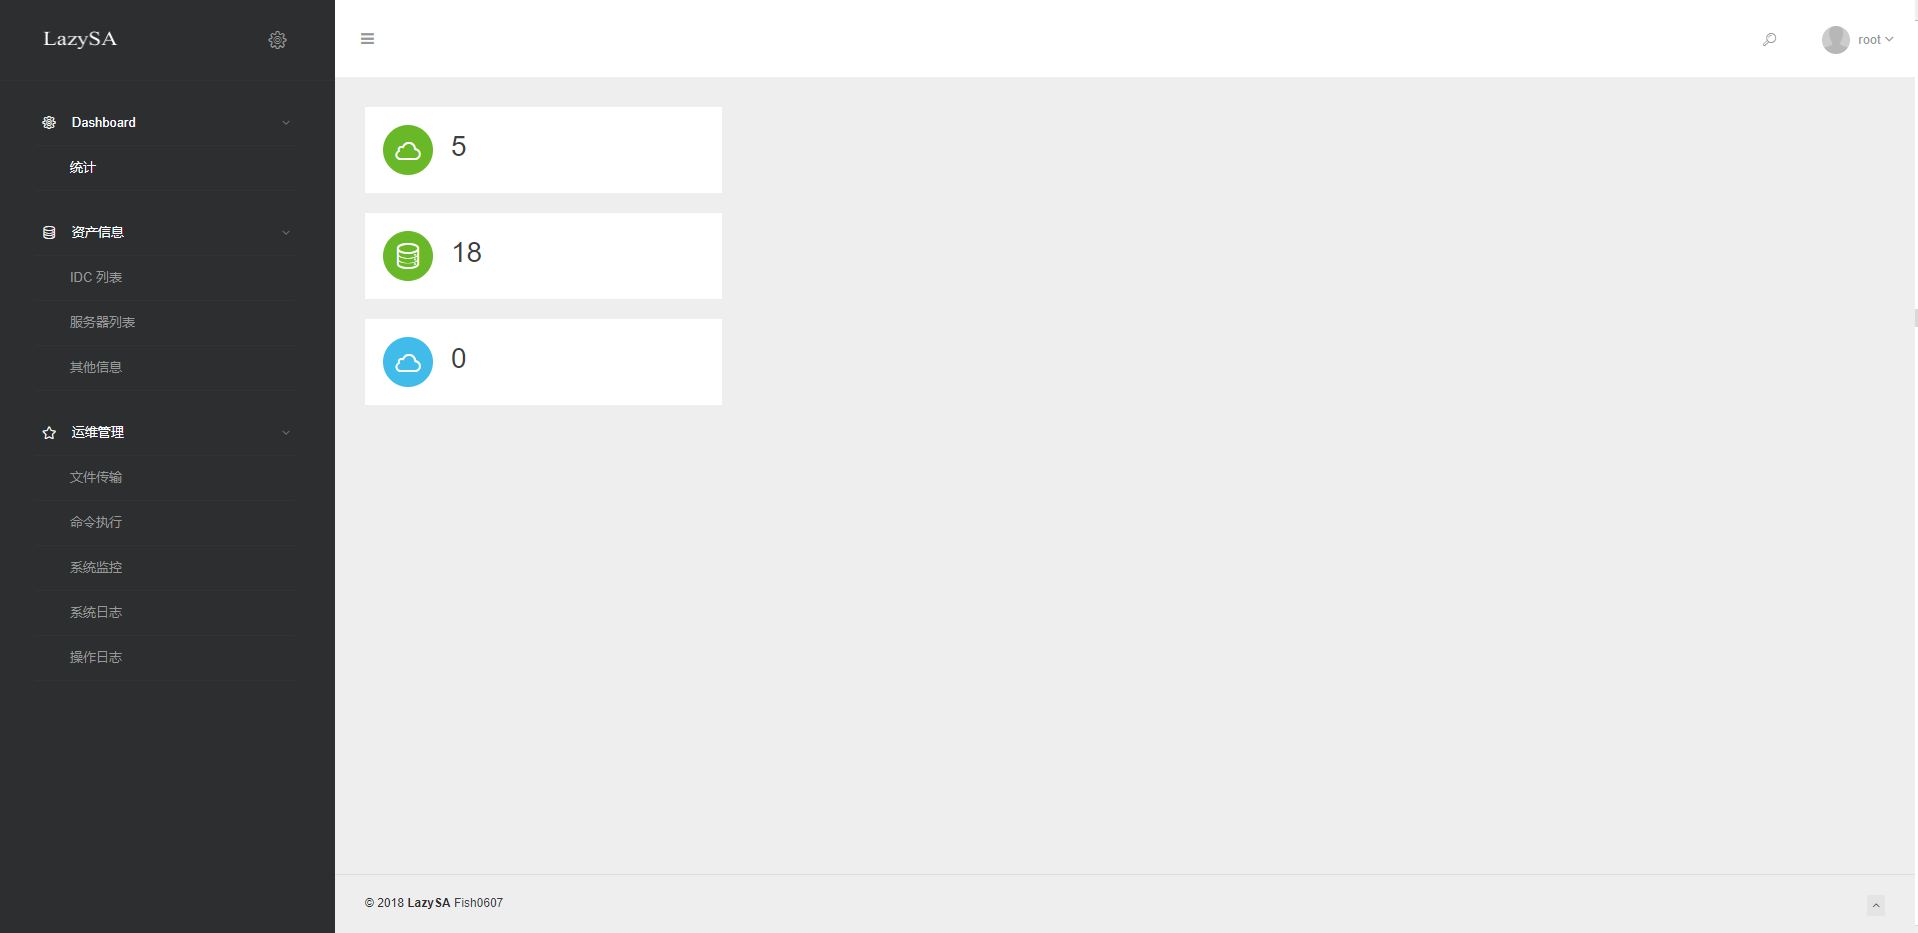 LazySA
Dashboard
统计
资产信息
IDC 列表
服务器列表
其他信息
运维管理
文件传输
命令执行
系统监控
系统日志
操作日志
root
5
18
0
© 2018 LazySA Fish0607